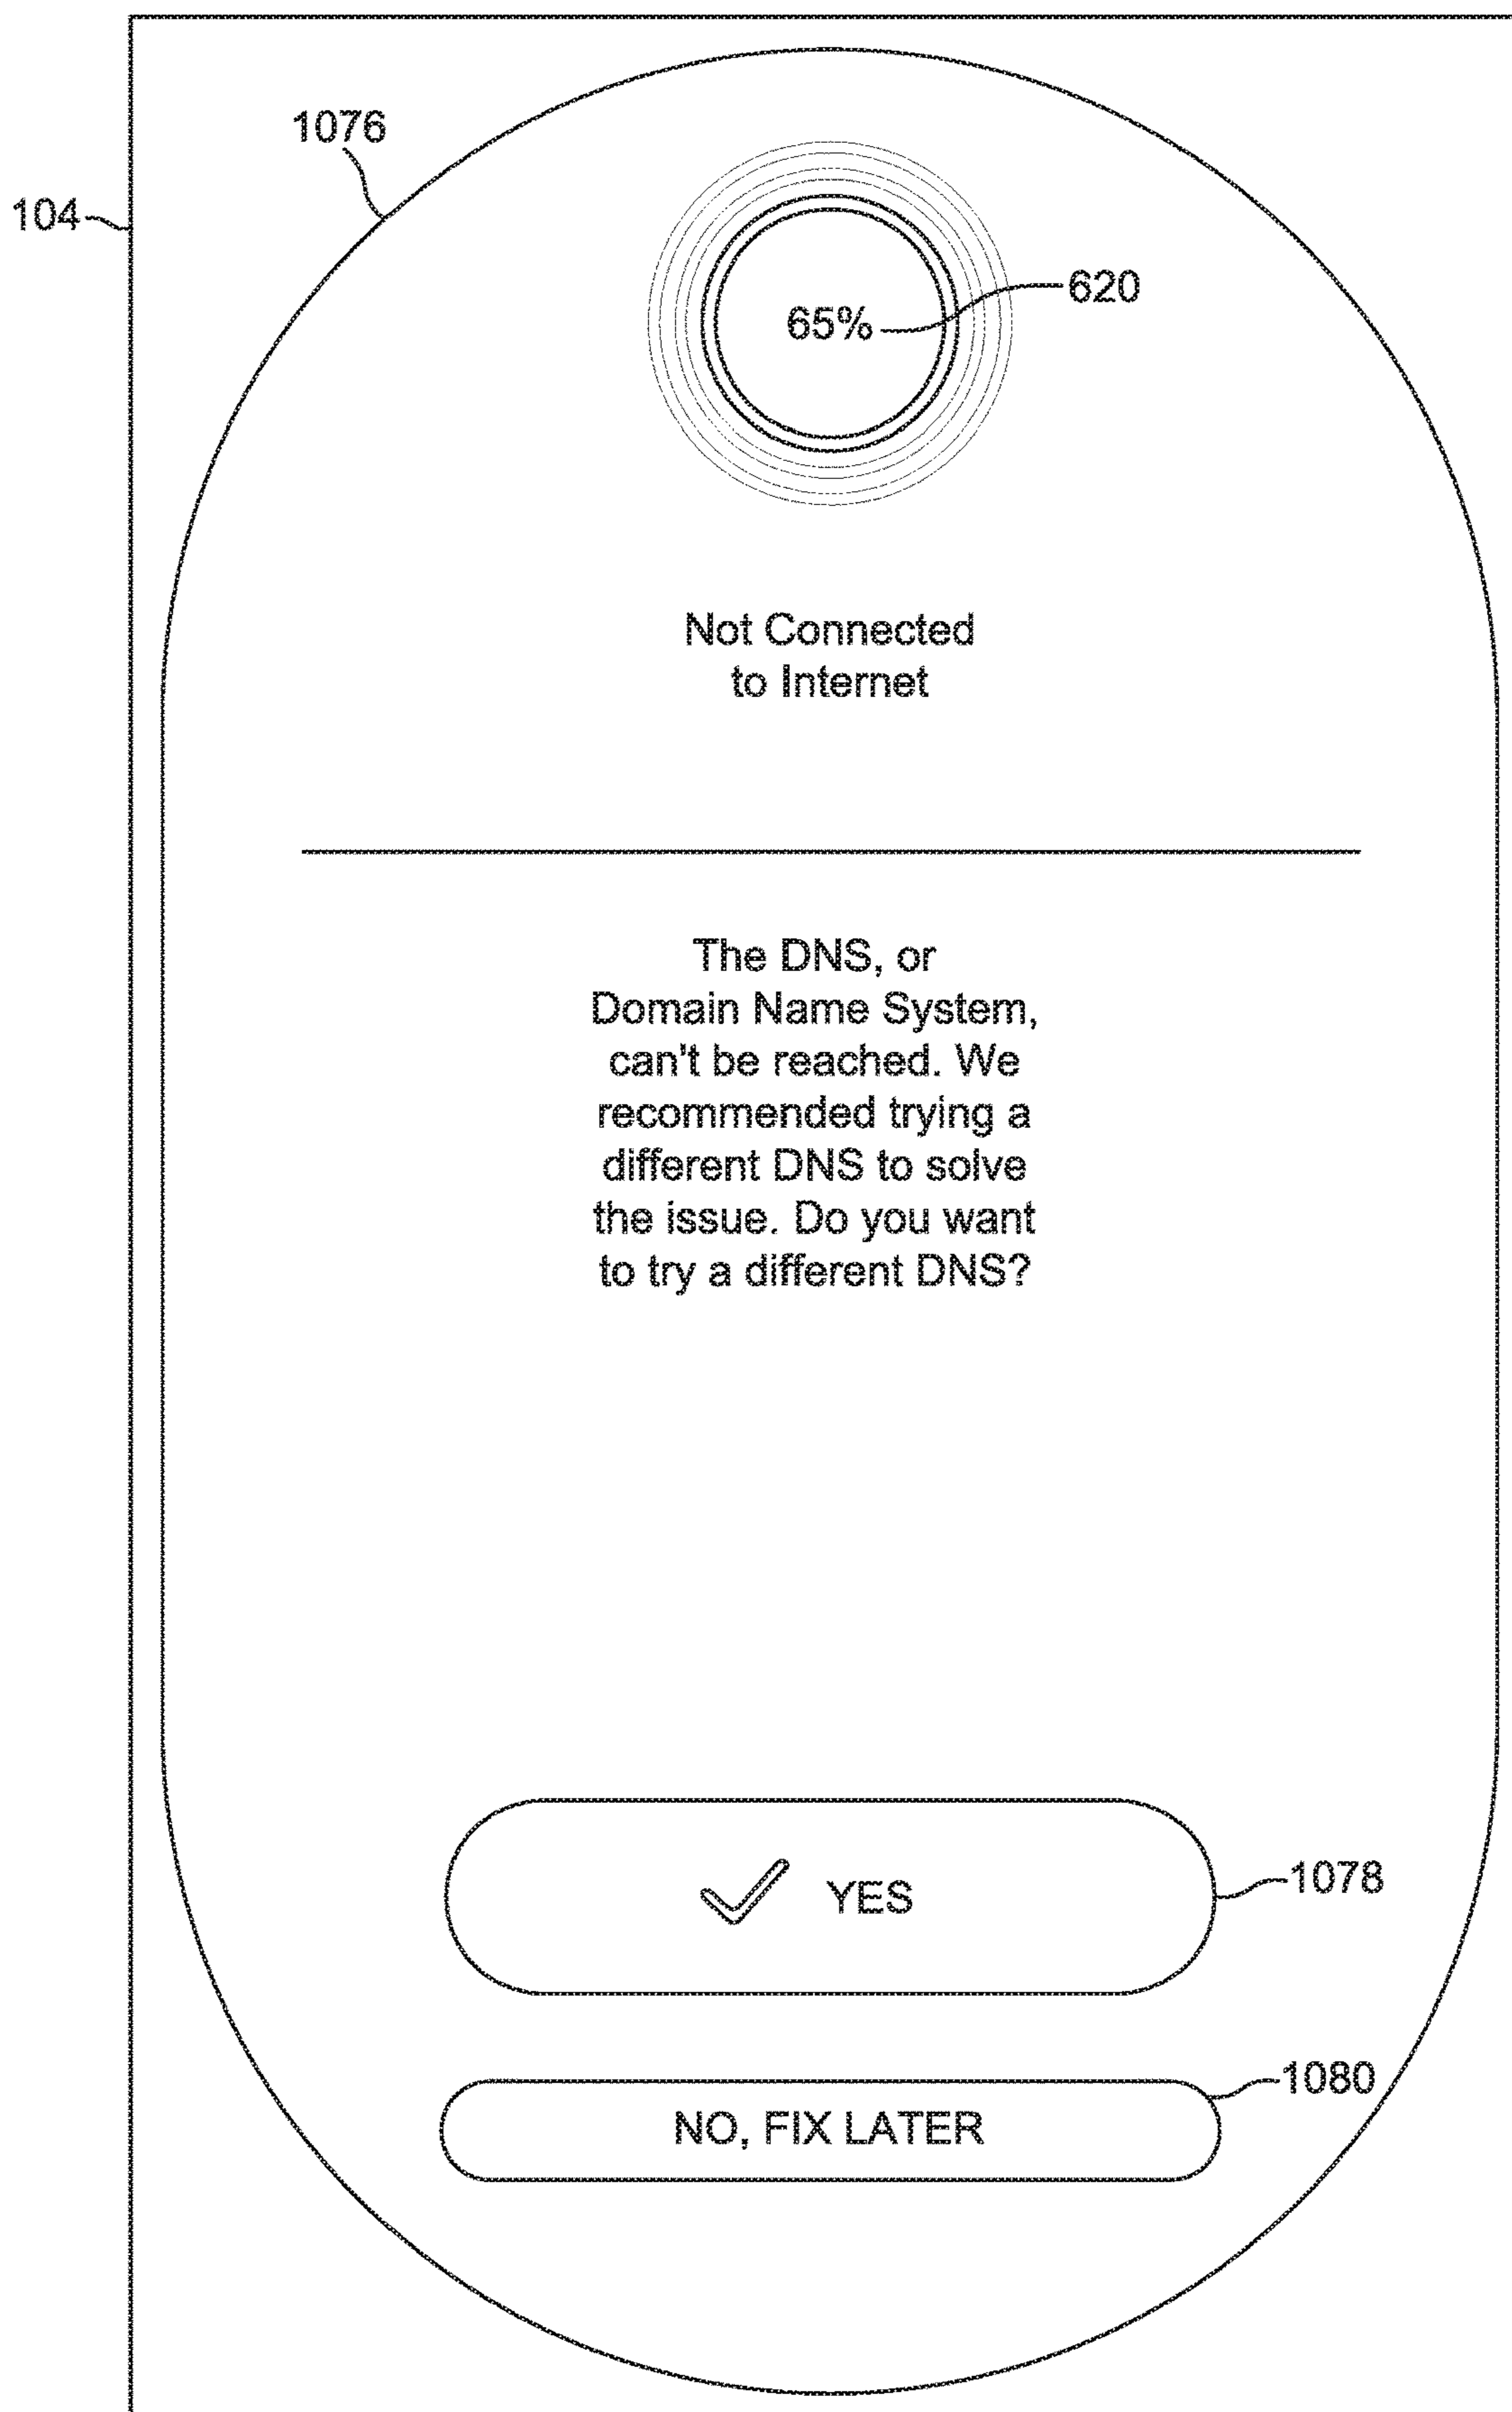 1076
104
620
65%
Not Connected
to Internet
The DNS, or
Domain Name System,
can't be reached. We
recommended trying a
different DNS to solve
the issue. Do you want
to try a different DNS?
YES
1078
1080
NO, FIX LATER